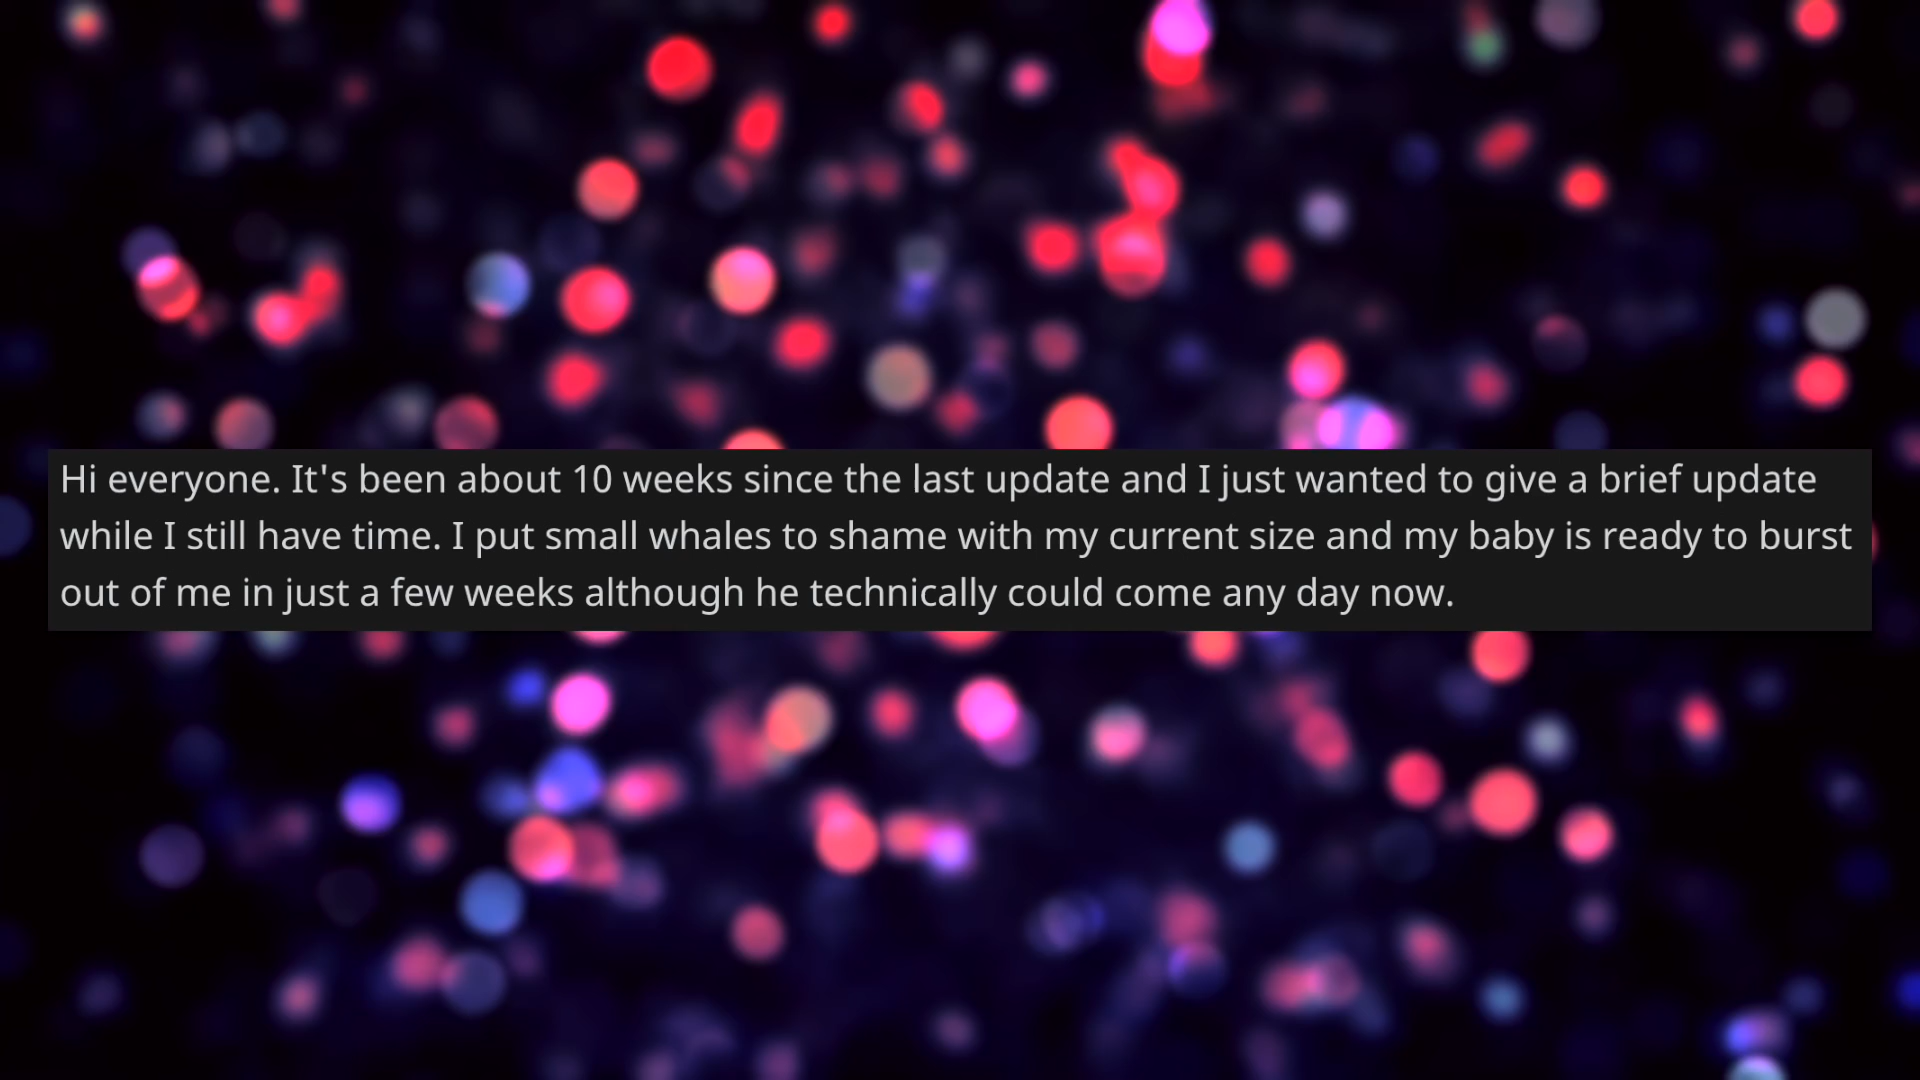 Hi everyone. It's been about 10 weeks since the last update and I just wanted to give a brief update
while I still have time. I put small whales to shame with my current size and my baby is ready to burst
out of me in just a few weeks although he technically could come any day now.